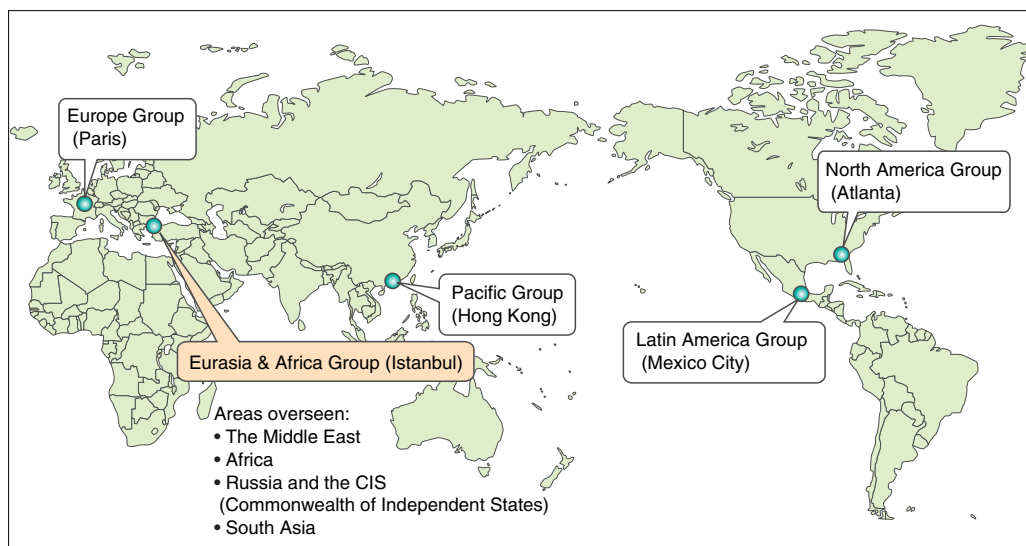 Europe Group
(Paris)
North America Group
(Atlanta)
Pacific Group
(Hong Kong)
Latin America Group
(Mexico City)
Eurasia & Africa Group (Istanbul)
Areas overseen:
• The Middle East
• Africa
• Russia and the CIS
(Commonwealth of Independent States)
• South Asia